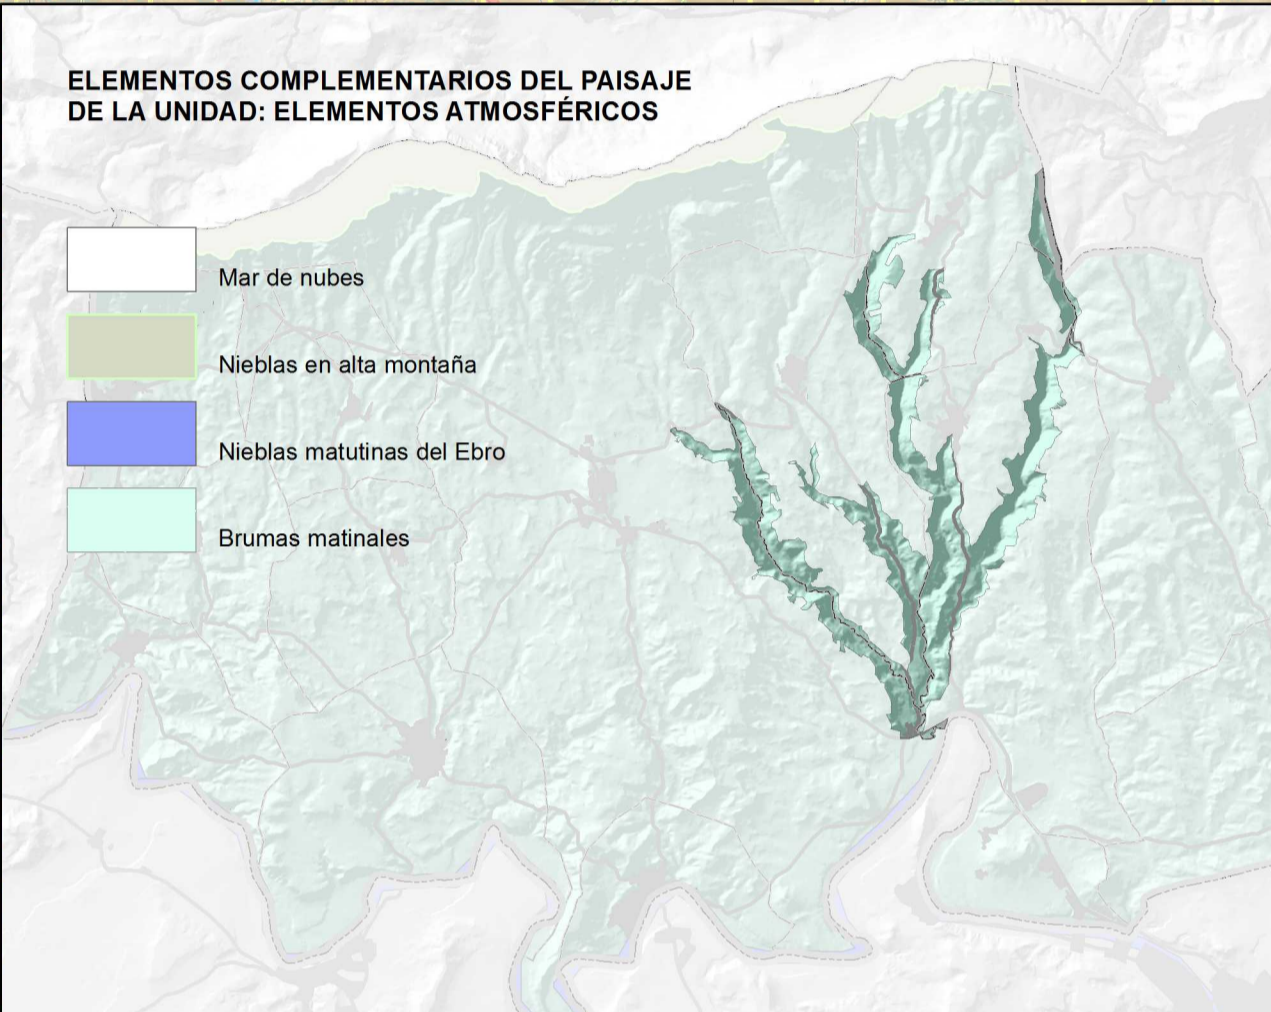 ELEMENTOS COMPLEMENTARIOS DEL PAISAJE
DE LA UNIDAD: ELEMENTOS ATMOSFÉRICOS
Mar de nubes
Nieblas en alta montaña
Nieblas matutinas del Ebro
Brumas matinales